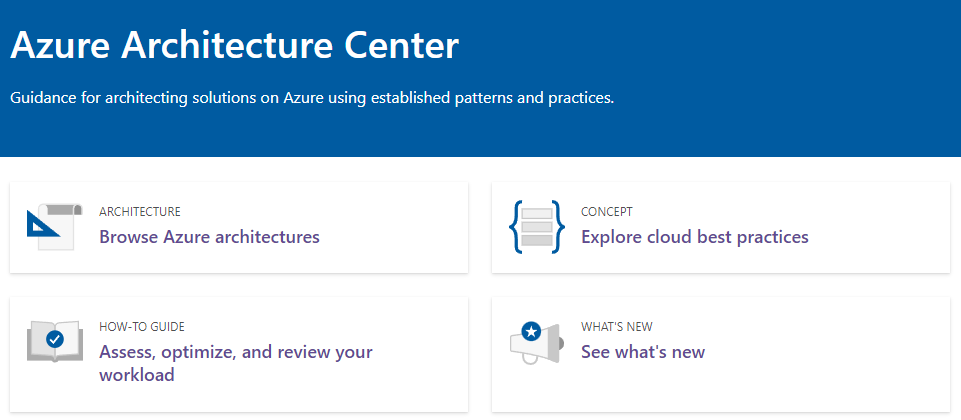 Azure Architecture Center
Guidance for architecting solutions on Azure using established patterns and practices.
ARCHITECTURE
Browse Azure architectures
CONCEPT
Explore cloud best practices
HOW-TO GUIDE
Assess, optimize, and review your
workload
WHAT'S NEW
See what's new